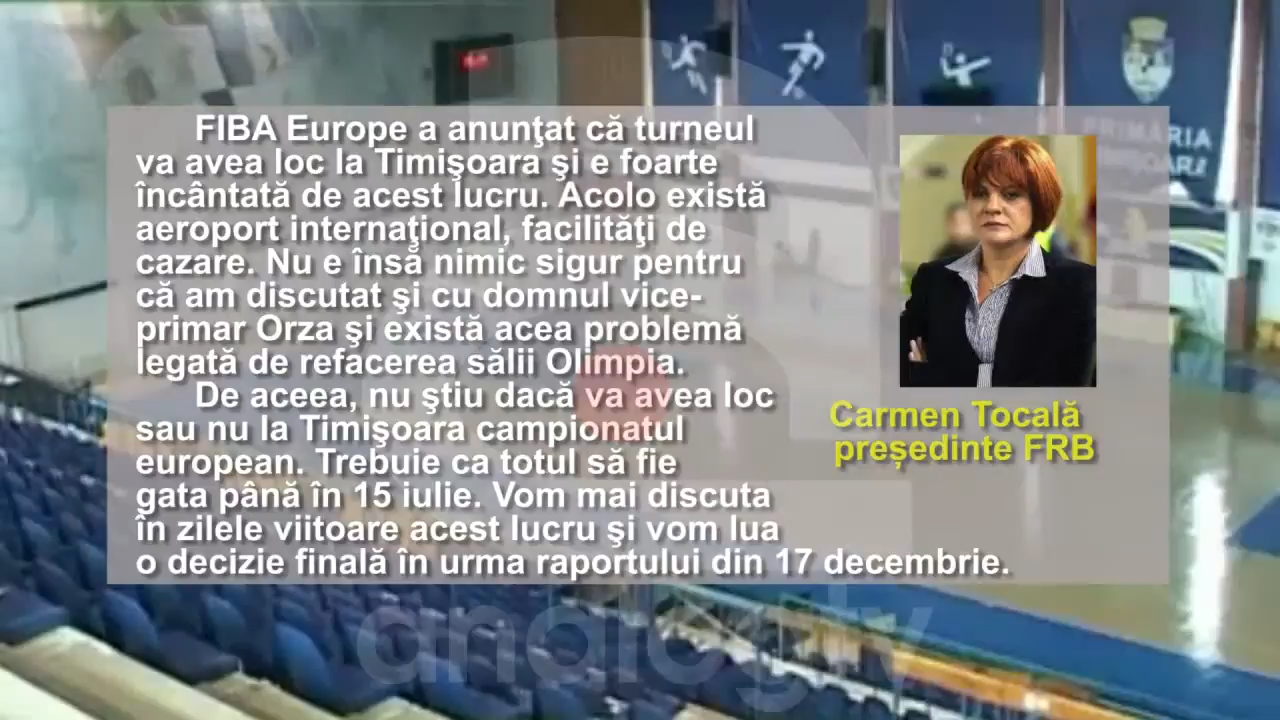 FIBA Europe a anunţat că turneul
va avea loc la Timişoara şi e foarte
încântată de acest lucru. Acolo există
aeroport internaţional, facilităţi de
cazare. Nu e însă nimic sigur pentru
că am discutat şi cu domnul vice-
primar Orza şi există acea problemă
legată de refacerea sălii Olimpia.
De aceea, nu ştiu dacă va avea loc
sau nu la Timişoara campionatul
european. Trebuie ca totul să fie
gata până în 15 iulie. Vom mai discuta
în zilele viitoare acest lucru şi vom lua
o decizie finală în urma raportului din 17 decembrie.
Carmen Tocală
președinte FRB
PRIMĂRIA
analogtv